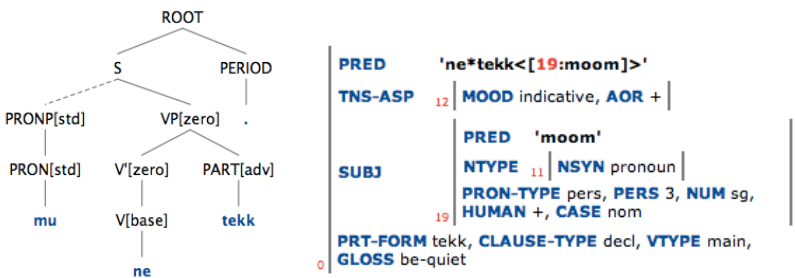 ROOT
S PERIOD
PRONP[std] VP[zero] .
PRON[std] V'[zero] PART[adv]
mu V[base] tekk
ne
PRED 'ne*tekk<[19:moom]>'
TNS-ASP 12 MOOD indicative, AOR +
PRED 'moom'
NTYPE 11 NSYN pronoun
SUBJ
PRON-TYPE pers, PERS 3, NUM sg,
19 HUMAN +, CASE nom
PRT-FORM tekk, CLAUSE-TYPE decl, VTYPE main,
0 GLOSS be-quiet